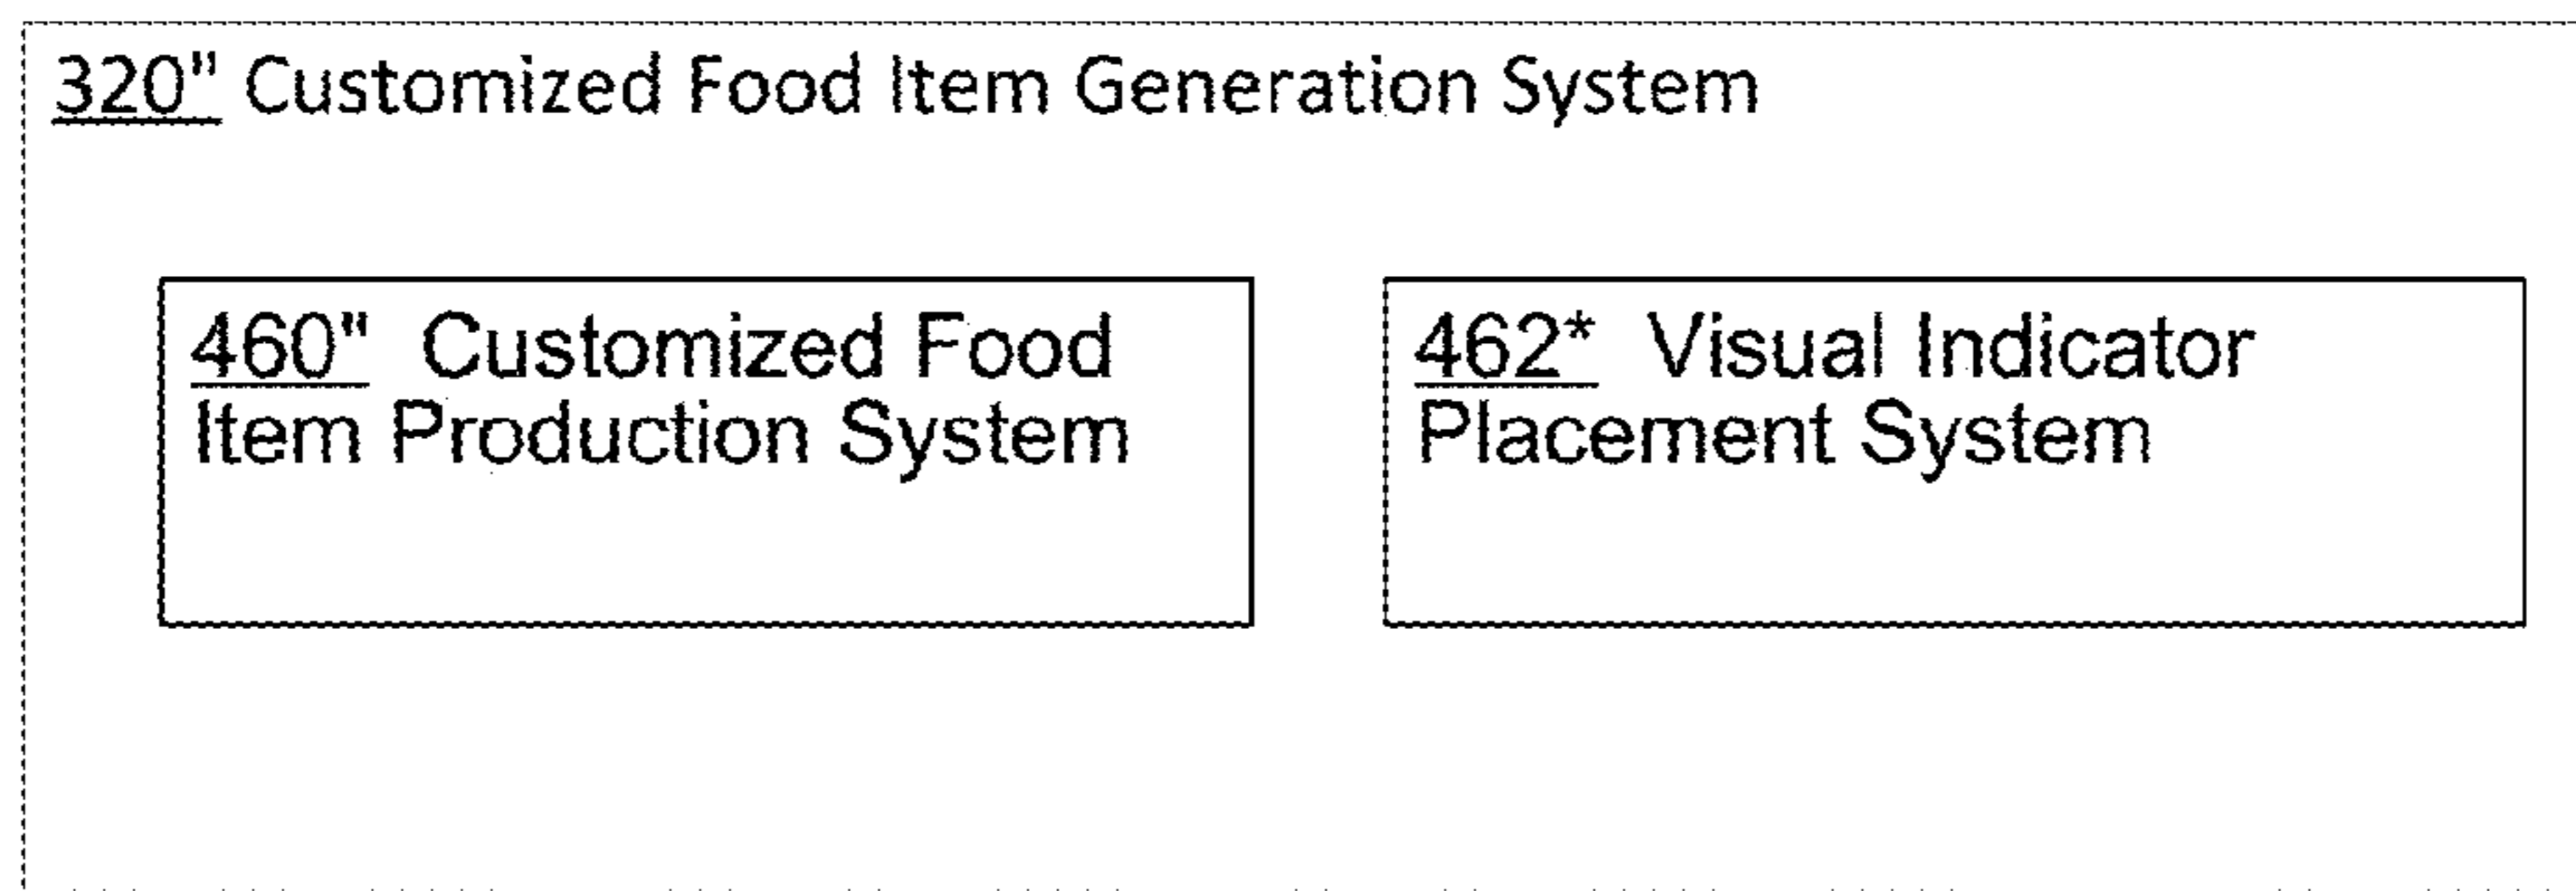 320" Customized Food Item Generation System
460" Customized Food
Item Production System
462* Visual Indicator
Placement System